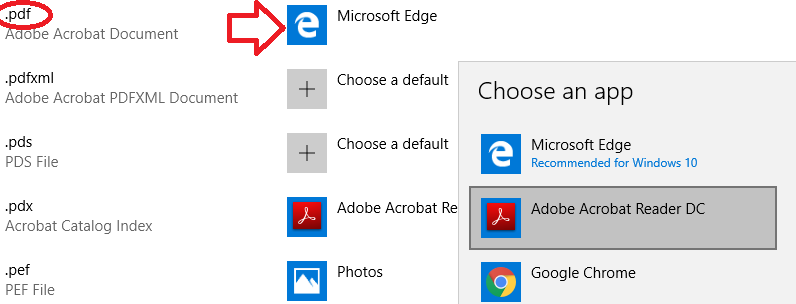 .pdf
Adobe Acrobat Document
Microsoft Edge
.pdfxml
Adobe Acrobat PDFXML Document
Choose a default
.pds
PDS File
Choose a default
.pdx
Acrobat Catalog Index
Adobe Acrobat Re
.pef
PEF File
Photos
Choose an app
Microsoft Edge
Recommended for Windows 10
Adobe Acrobat Reader DC
Google Chrome